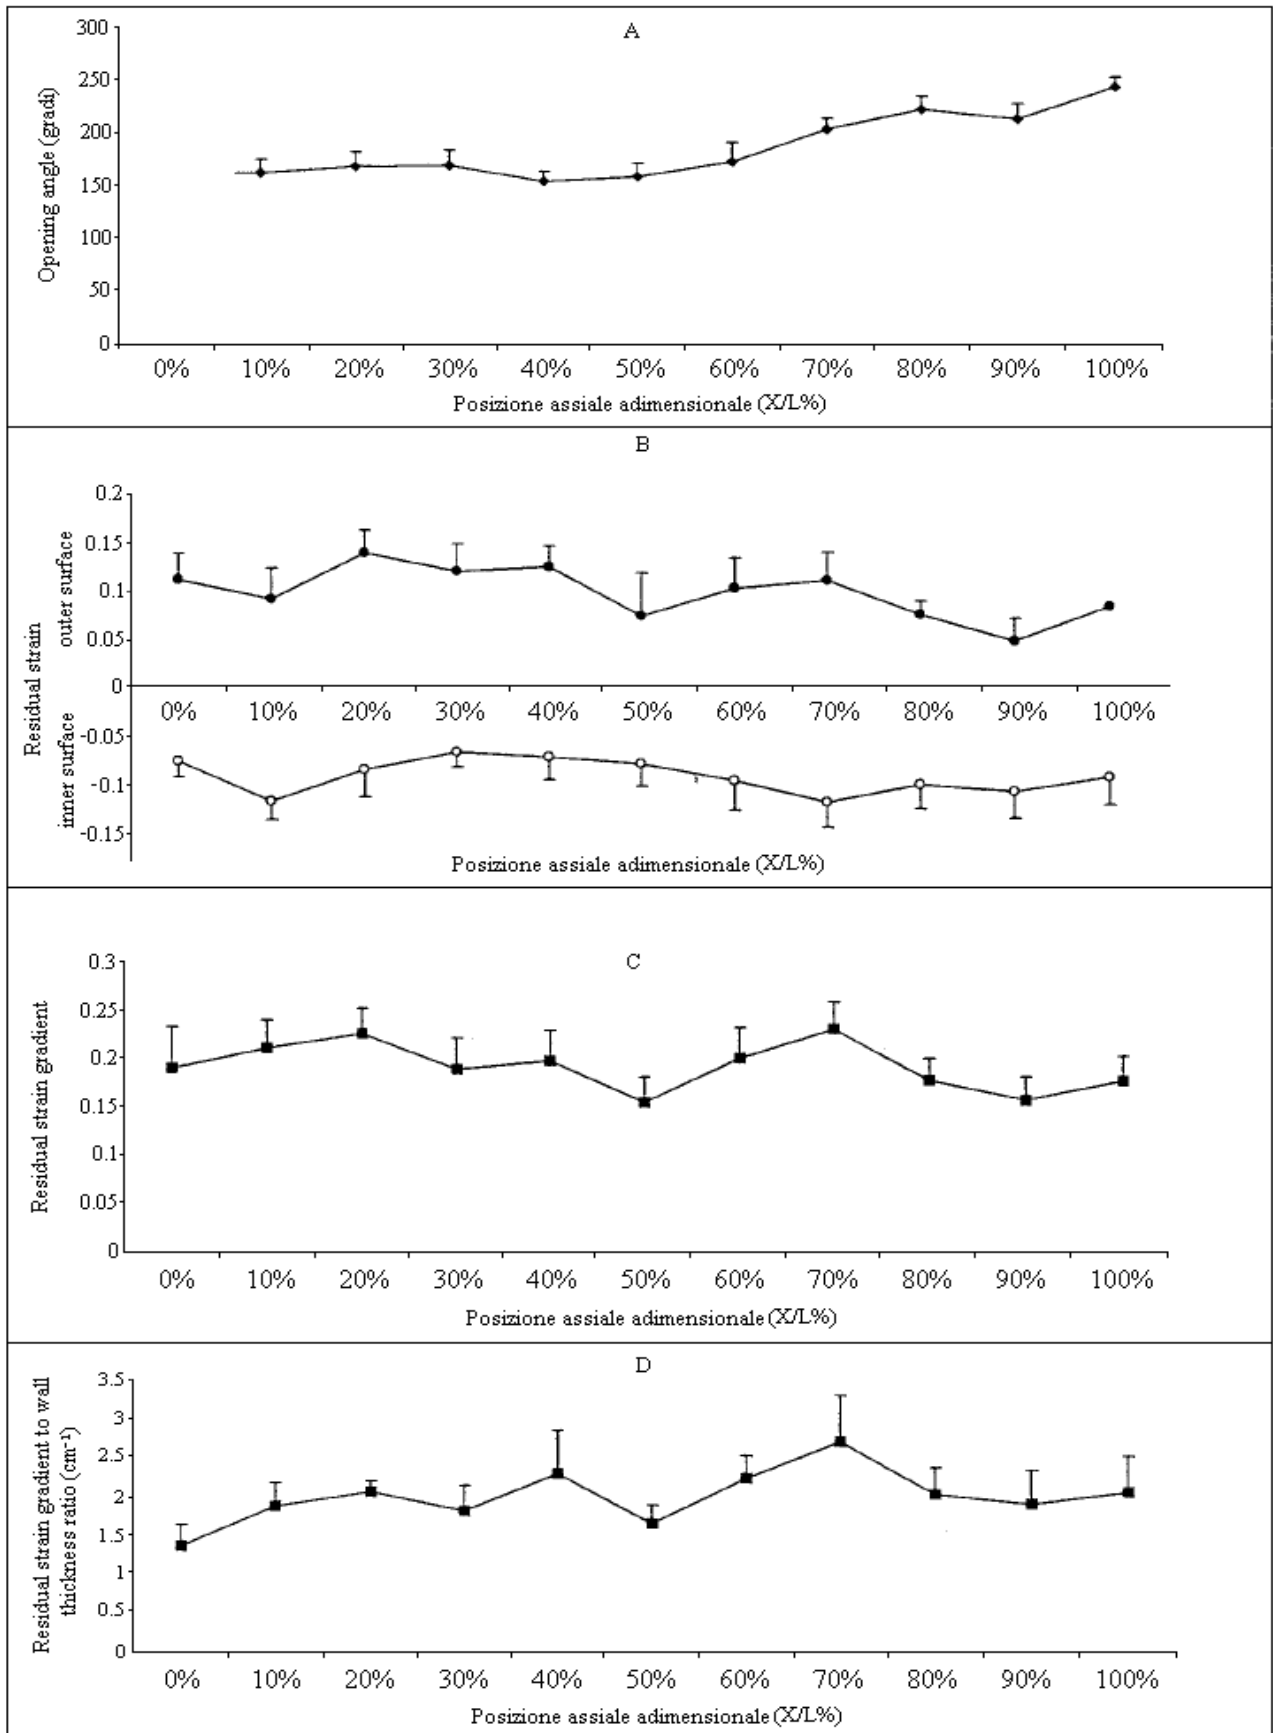 A
300
250
200
150
100
50
0
Opening angle (gradi)
0% 10% 20% 30% 40% 50% 60% 70% 80% 90% 100%
Posizione assiale adimensionale (X/L%)
B
0.2
0.15
0.1
0.05
0
-0.05
-0.1
-0.15
Residual strain
outer surface
inner surface
0% 10% 20% 30% 40% 50% 60% 70% 80% 90% 100%
Posizione assiale adimensionale (X/L%)
C
0.3
0.25
0.2
0.15
0.1
0.05
0
Residual strain gradient
0% 10% 20% 30% 40% 50% 60% 70% 80% 90% 100%
Posizione assiale adimensionale (X/L%)
D
3.5
3
2.5
2
1.5
1
0.5
0
Residual strain gradient to wall
thickness ratio (cm⁻¹)
0% 10% 20% 30% 40% 50% 60% 70% 80% 90% 100%
Posizione assiale adimensionale (X/L%)